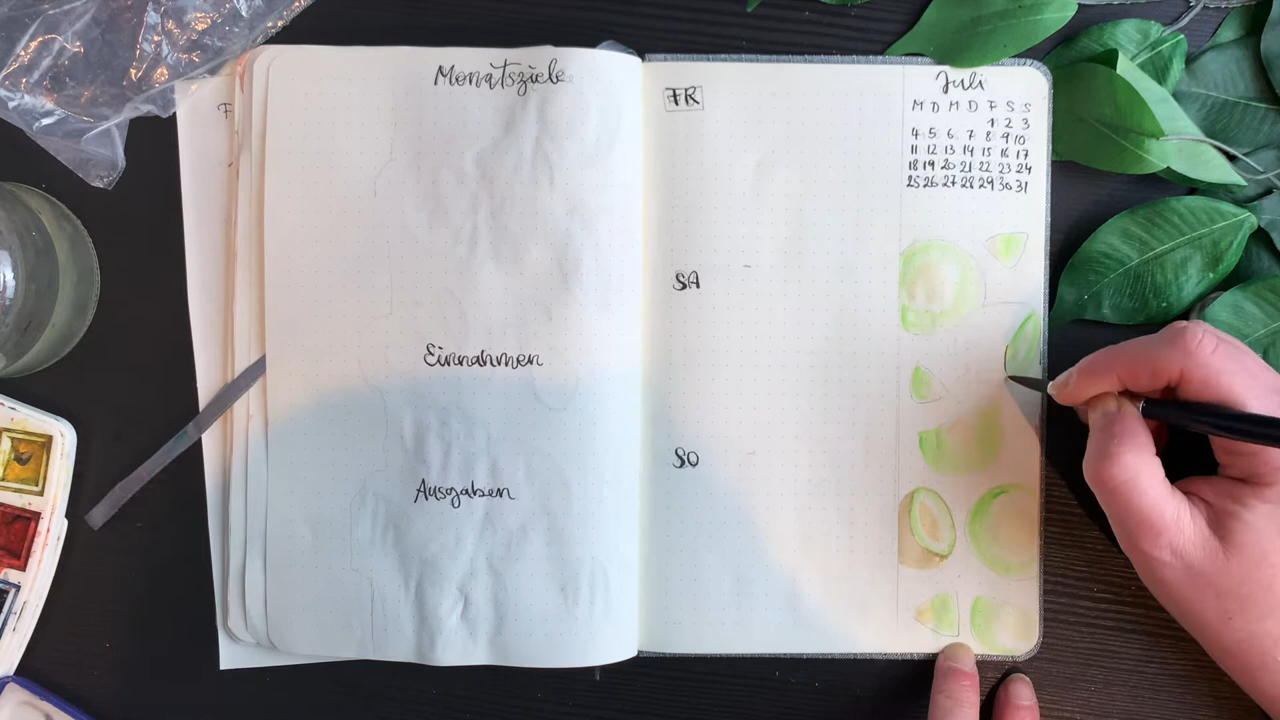 F
Monatsziele
Einnahmen
Ausgaben
FR
SA
SO
Juli
M D M D F S S
1 2 3
4 5 6 7 8 9 10
11 12 13 14 15 16 17
18 19 20 21 22 23 24
25 26 27 28 29 30 31